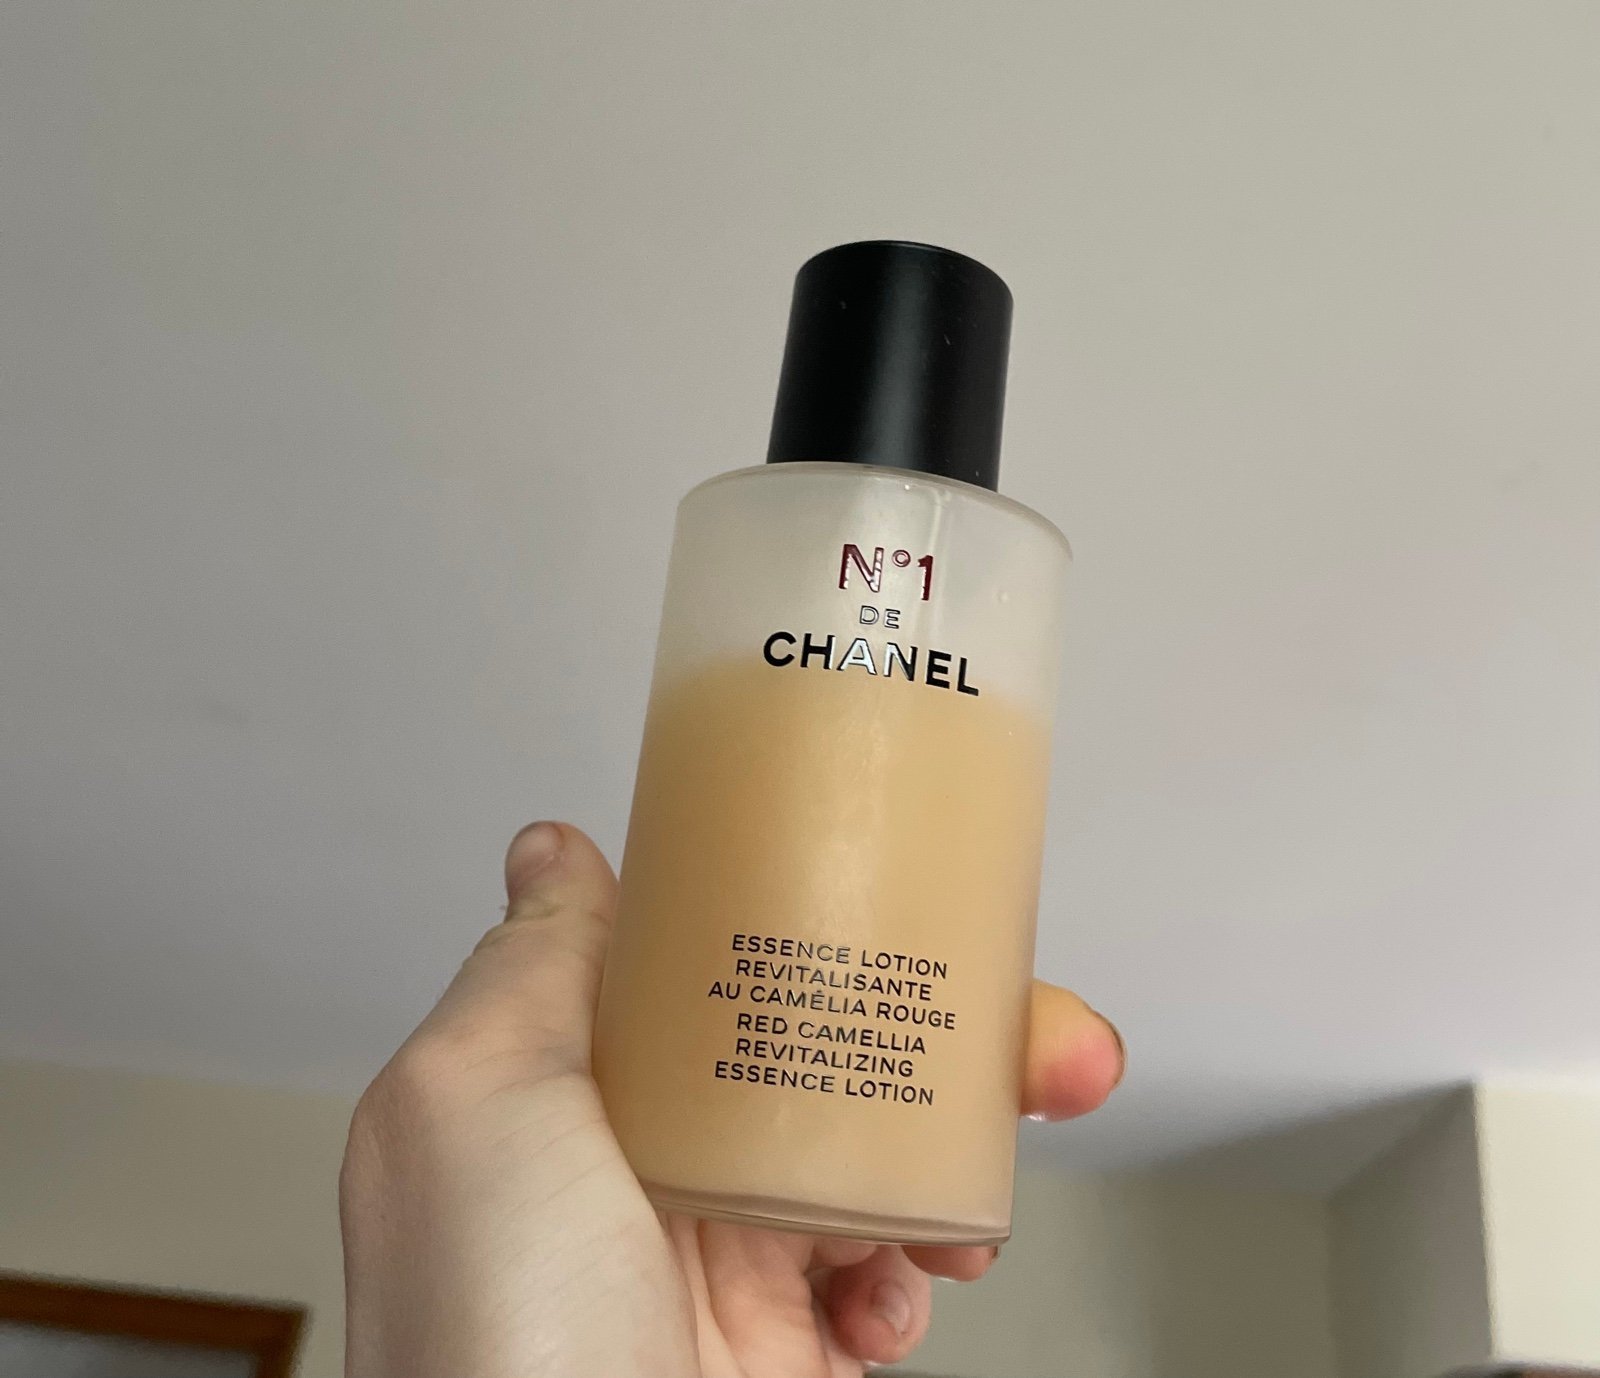 N°1
DE
CHANEL
ESSENCE LOTION
REVITALISANTE
AU CAMÉLIA ROUGE
RED CAMELLIA
REVITALIZING
ESSENCE LOTION